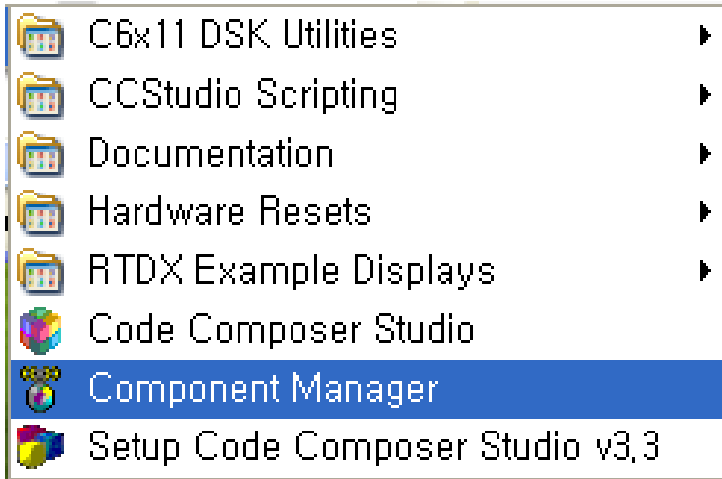 C6x11 DSK Utilities
CCStudio Scripting
Documentation
Hardware Resets
RTDX Example Displays
Code Composer Studio
Component Manager
Setup Code Composer Studio v3,3